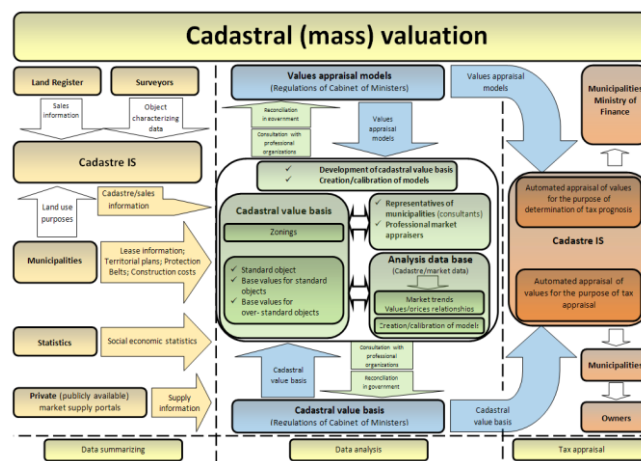 Cadastral (mass) valuation
Land Register
Surveyors
Sales
information
Object
characterizing
data
Cadastre IS
Land use
purposes
Cadastre/sales
information
Municipalities
Lease information;
Territorial plans; Protection
Belts; Construction costs
Statistics
Social economic statistics
Private (publicly available)
market supply portals
Supply
information
Data summarizing
Values appraisal models
(Regulations of Cabinet of Ministers)
Reconciliation
in government
Consultation with
professional
organizations
Values
appraisal
models
✓ Development of cadastral value basis
✓ Creation/calibration of models
Cadastral value basis
Zonings
✓ Standard object
✓ Base values for standard
objects
✓ Base values for
over- standard objects
✓ Representatives of
municipalities (consultants)
✓ Professional market
appraisers
Analysis data base
(Cadastre/market data)
Market trends
Values/prices relationships
Creation/calibration of models
Cadastral
value basis
Consultation with
professional
organizations
Reconciliation
in government
Cadastral value basis
(Regulations of Cabinet of Ministers)
Data analysis
Values appraisal
models
Municipalities
Ministry of
Finance
Automated appraisal of values
for the purpose of
determination of tax prognosis
Cadastre IS
Automated appraisal of
values for the purpose of tax
appraisal
Municipalities
Owners
Cadastral
value basis
Tax appraisal